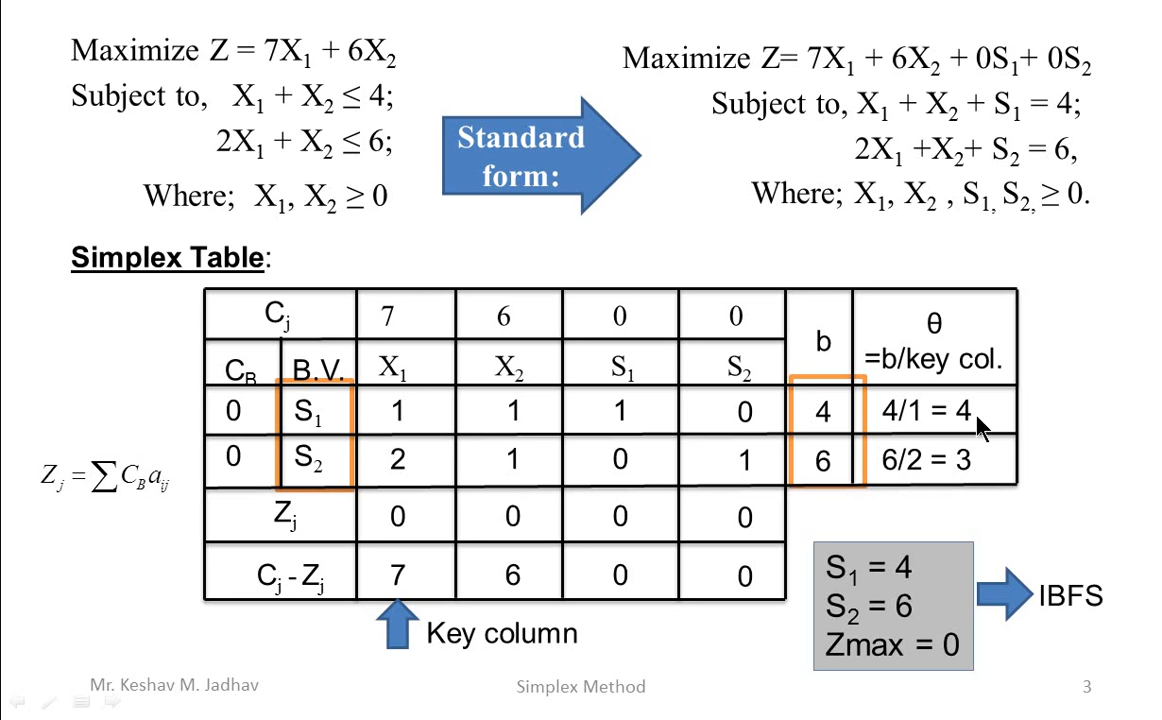 Maximize Z = 7X₁ + 6X₂
Subject to, X₁ + X₂ ≤ 4;
2X₁ + X₂ ≤ 6;
Where; X₁, X₂ ≥ 0
Standard
form:
Maximize Z= 7X₁ + 6X₂ + 0S₁+ 0S₂
Subject to, X₁ + X₂ + S₁ = 4;
2X₁ +X₂+ S₂ = 6,
Where; X₁, X₂ , S₁, S₂, ≥ 0.
Simplex Table:
Cⱼ 7 6 0 0 b θ
=b/key col.
C_B B.V. X₁ X₂ S₁ S₂
0 S₁ 1 1 1 0 4 4/1 = 4
0 S₂ 2 1 0 1 6 6/2 = 3
Zⱼ = ∑C_B aᵢⱼ
Zⱼ 0 0 0 0
Cⱼ - Zⱼ 7 6 0 0
Key column
S₁ = 4
S₂ = 6
Zmax = 0
IBFS
Mr. Keshav M. Jadhav Simplex Method 3